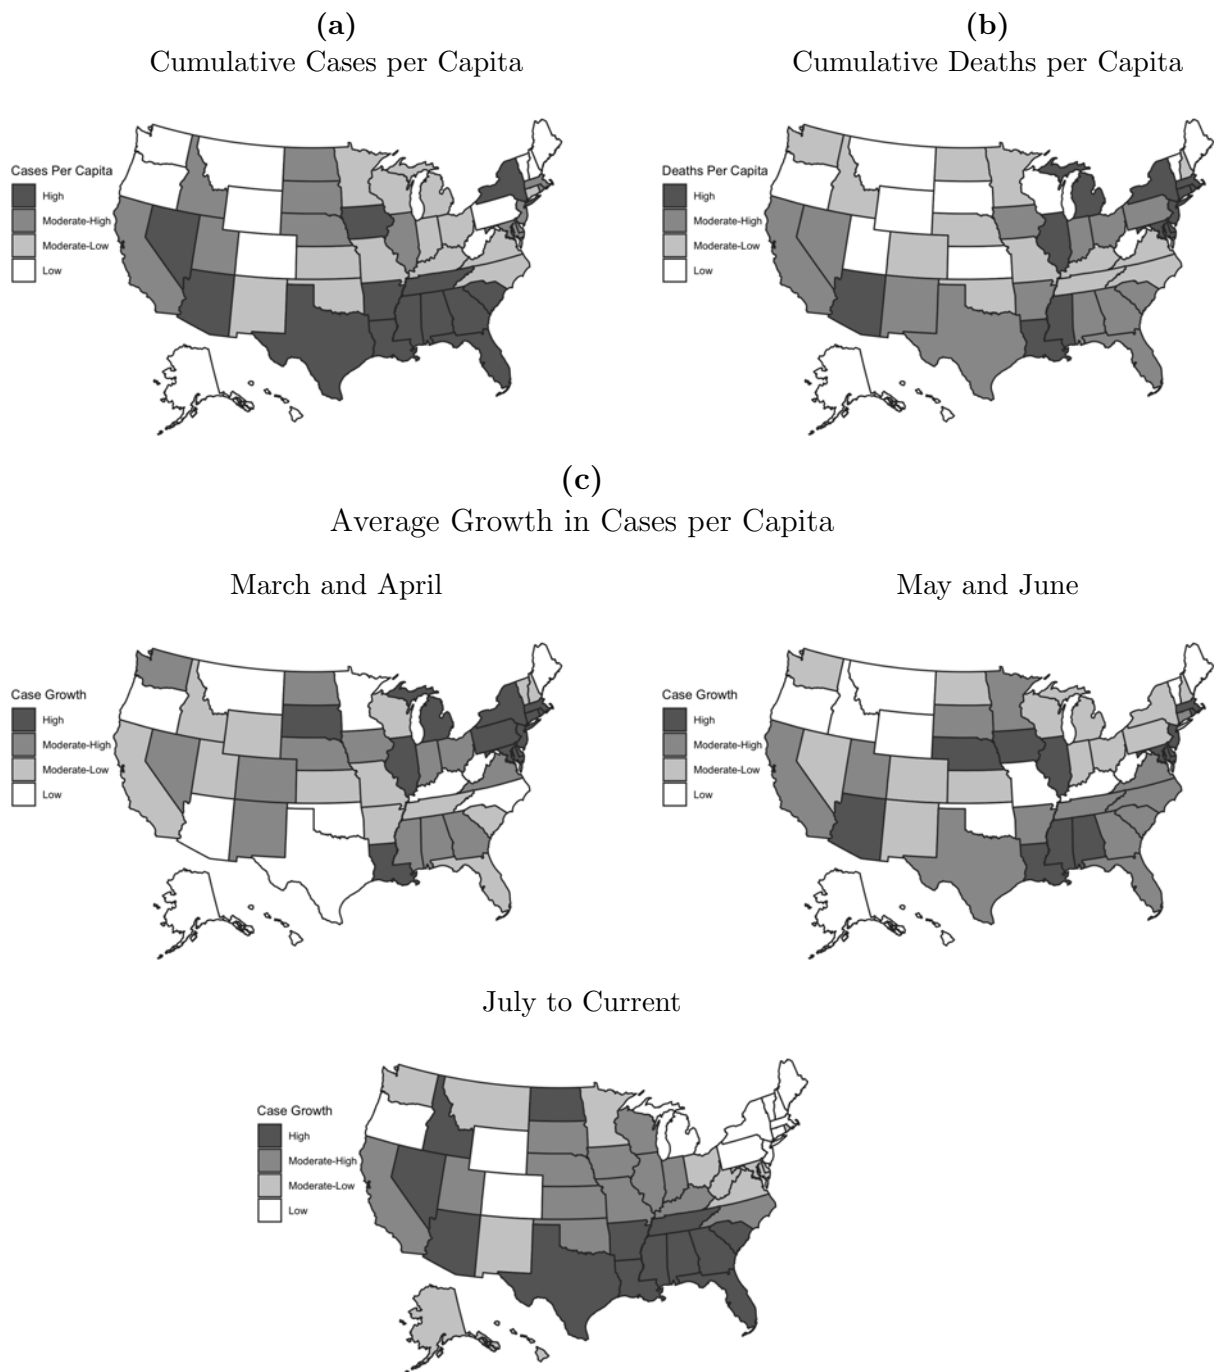 (a)
Cumulative Cases per Capita
Cases Per Capita
High
Moderate-High
Moderate-Low
Low
(b)
Cumulative Deaths per Capita
Deaths Per Capita
High
Moderate-High
Moderate-Low
Low
(c)
Average Growth in Cases per Capita
March and April
Case Growth
High
Moderate-High
Moderate-Low
Low
May and June
Case Growth
High
Moderate-High
Moderate-Low
Low
July to Current
Case Growth
High
Moderate-High
Moderate-Low
Low